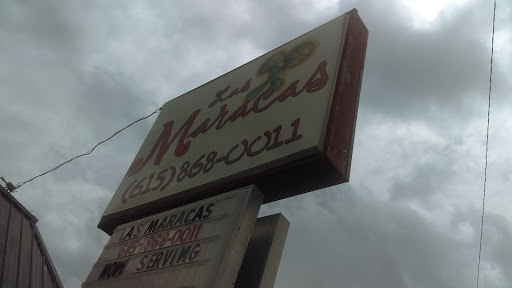 Las
Maracas
(615)868-0011
LAS MARACAS
615-868-0011
NOW SERVING